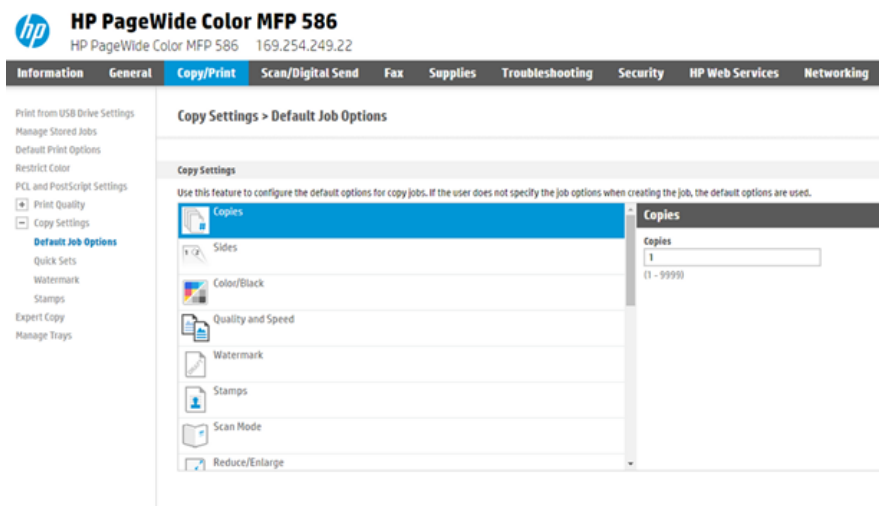 hp
HP PageWide Color MFP 586
HP PageWide Color MFP 586 169.254.249.22
Information General Copy/Print Scan/Digital Send Fax Supplies Troubleshooting Security HP Web Services Networking
Print from USB Drive Settings
Manage Stored Jobs
Default Print Options
Restrict Color
PCL and PostScript Settings
+ Print Quality
- Copy Settings
Default Job Options
Quick Sets
Watermark
Stamps
Expert Copy
Manage Trays
Copy Settings > Default Job Options
Copy Settings
Use this feature to configure the default options for copy jobs. If the user does not specify the job options when creating the job, the default options are used.
Copies
Sides
Color/Black
Quality and Speed
Watermark
Stamps
Scan Mode
Reduce/Enlarge
Copies
Copies
1
(1 - 9999)